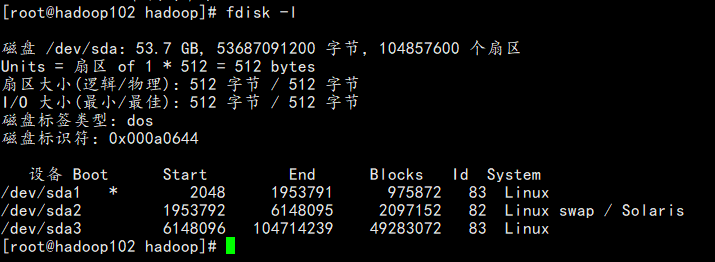 [root@hadoop102 hadoop]# fdisk -l
磁盘 /dev/sda: 53.7 GB, 53687091200 字节, 104857600 个扇区
Units = 扇区 of 1 * 512 = 512 bytes
扇区大小(逻辑/物理): 512 字节 / 512 字节
I/O 大小(最小/最佳): 512 字节 / 512 字节
磁盘标签类型: dos
磁盘标识符: 0x000a0644
设备 Boot Start End Blocks Id System
/dev/sda1 * 2048 1953791 975872 83 Linux
/dev/sda2 1953792 6148095 2097152 82 Linux swap / Solaris
/dev/sda3 6148096 104714239 49283072 83 Linux
[root@hadoop102 hadoop]#